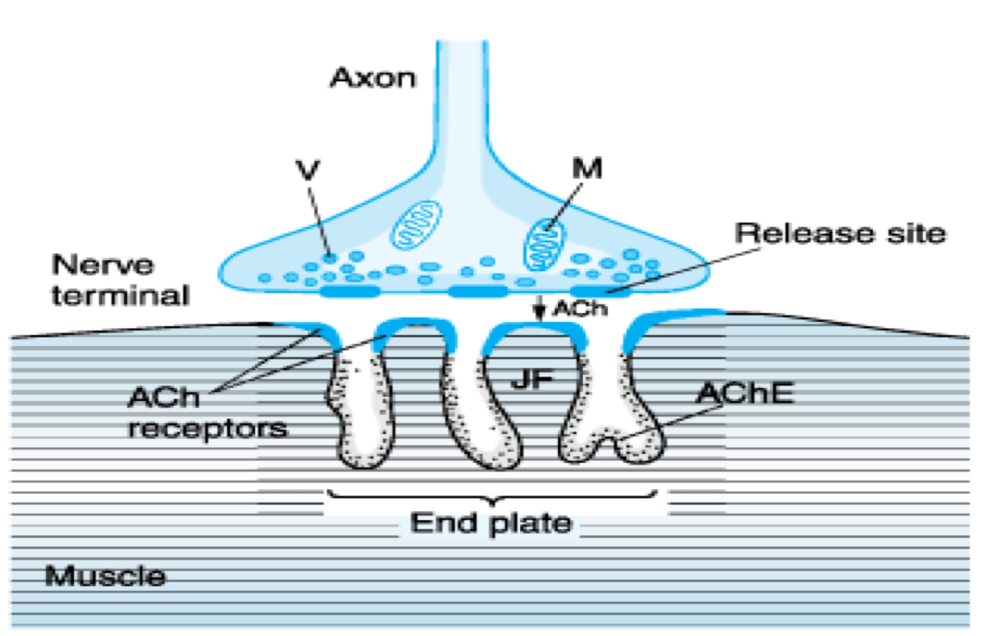 Axon
V
M
Release site
Nerve
terminal
ACh
JF
AChE
ACh
receptors
End plate
Muscle